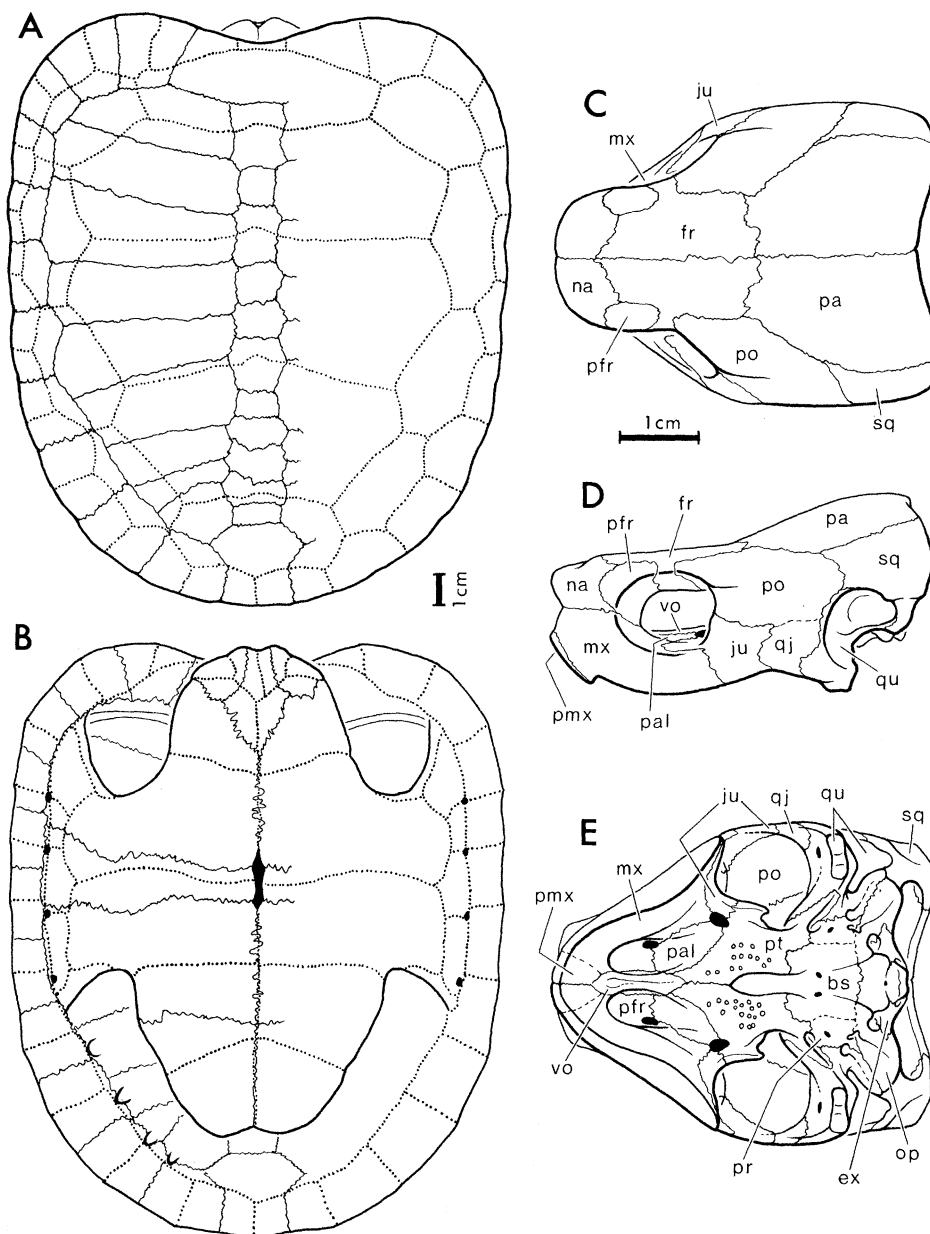 A
1cm
B
C
ju
mx
fr
na
pa
pfr
po
sq
1cm
D
pfr
fr
pa
na
sq
vo
po
mx
ju
qj
qu
pmx
pal
E
ju
qj
qu
sq
mx
po
pmx
pal
pt
bs
pfr
vo
pr
ex
op